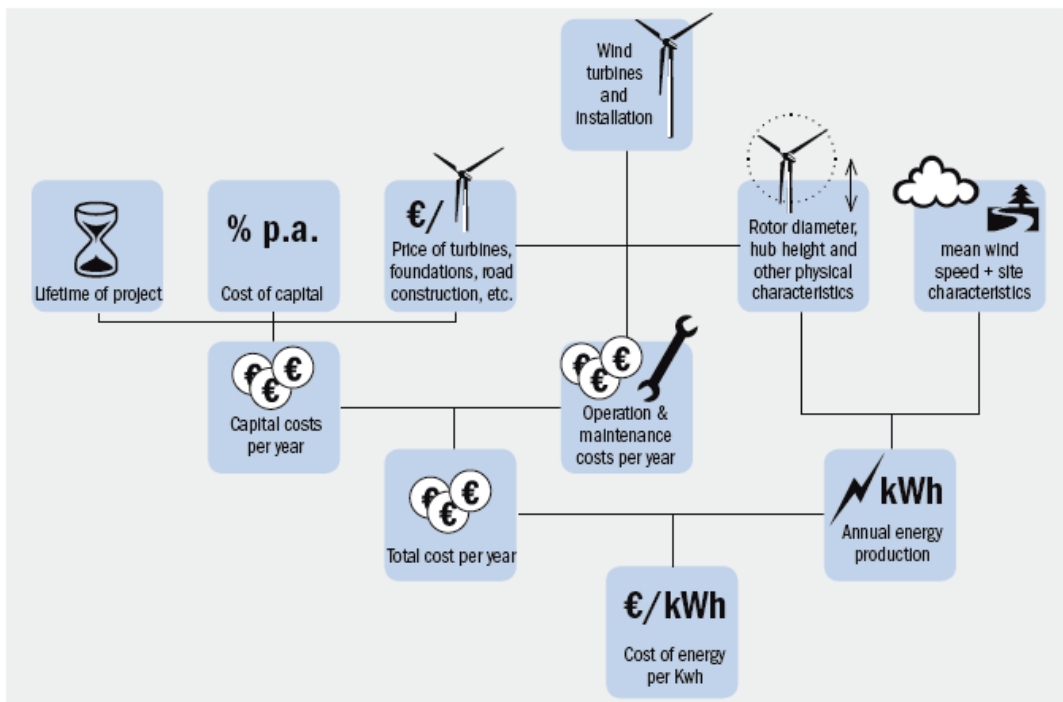 Wind
turbines
and
installation
Lifetime of project
% p.a.
Cost of capital
€/
Price of turbines,
foundations, road
construction, etc.
Rotor diameter,
hub height and
other physical
characteristics
mean wind
speed + site
characteristics
€ € €
Capital costs
per year
€ € €
Operation &
maintenance
costs per year
€ € €
Total cost per year
kWh
Annual energy
production
€/kWh
Cost of energy
per Kwh